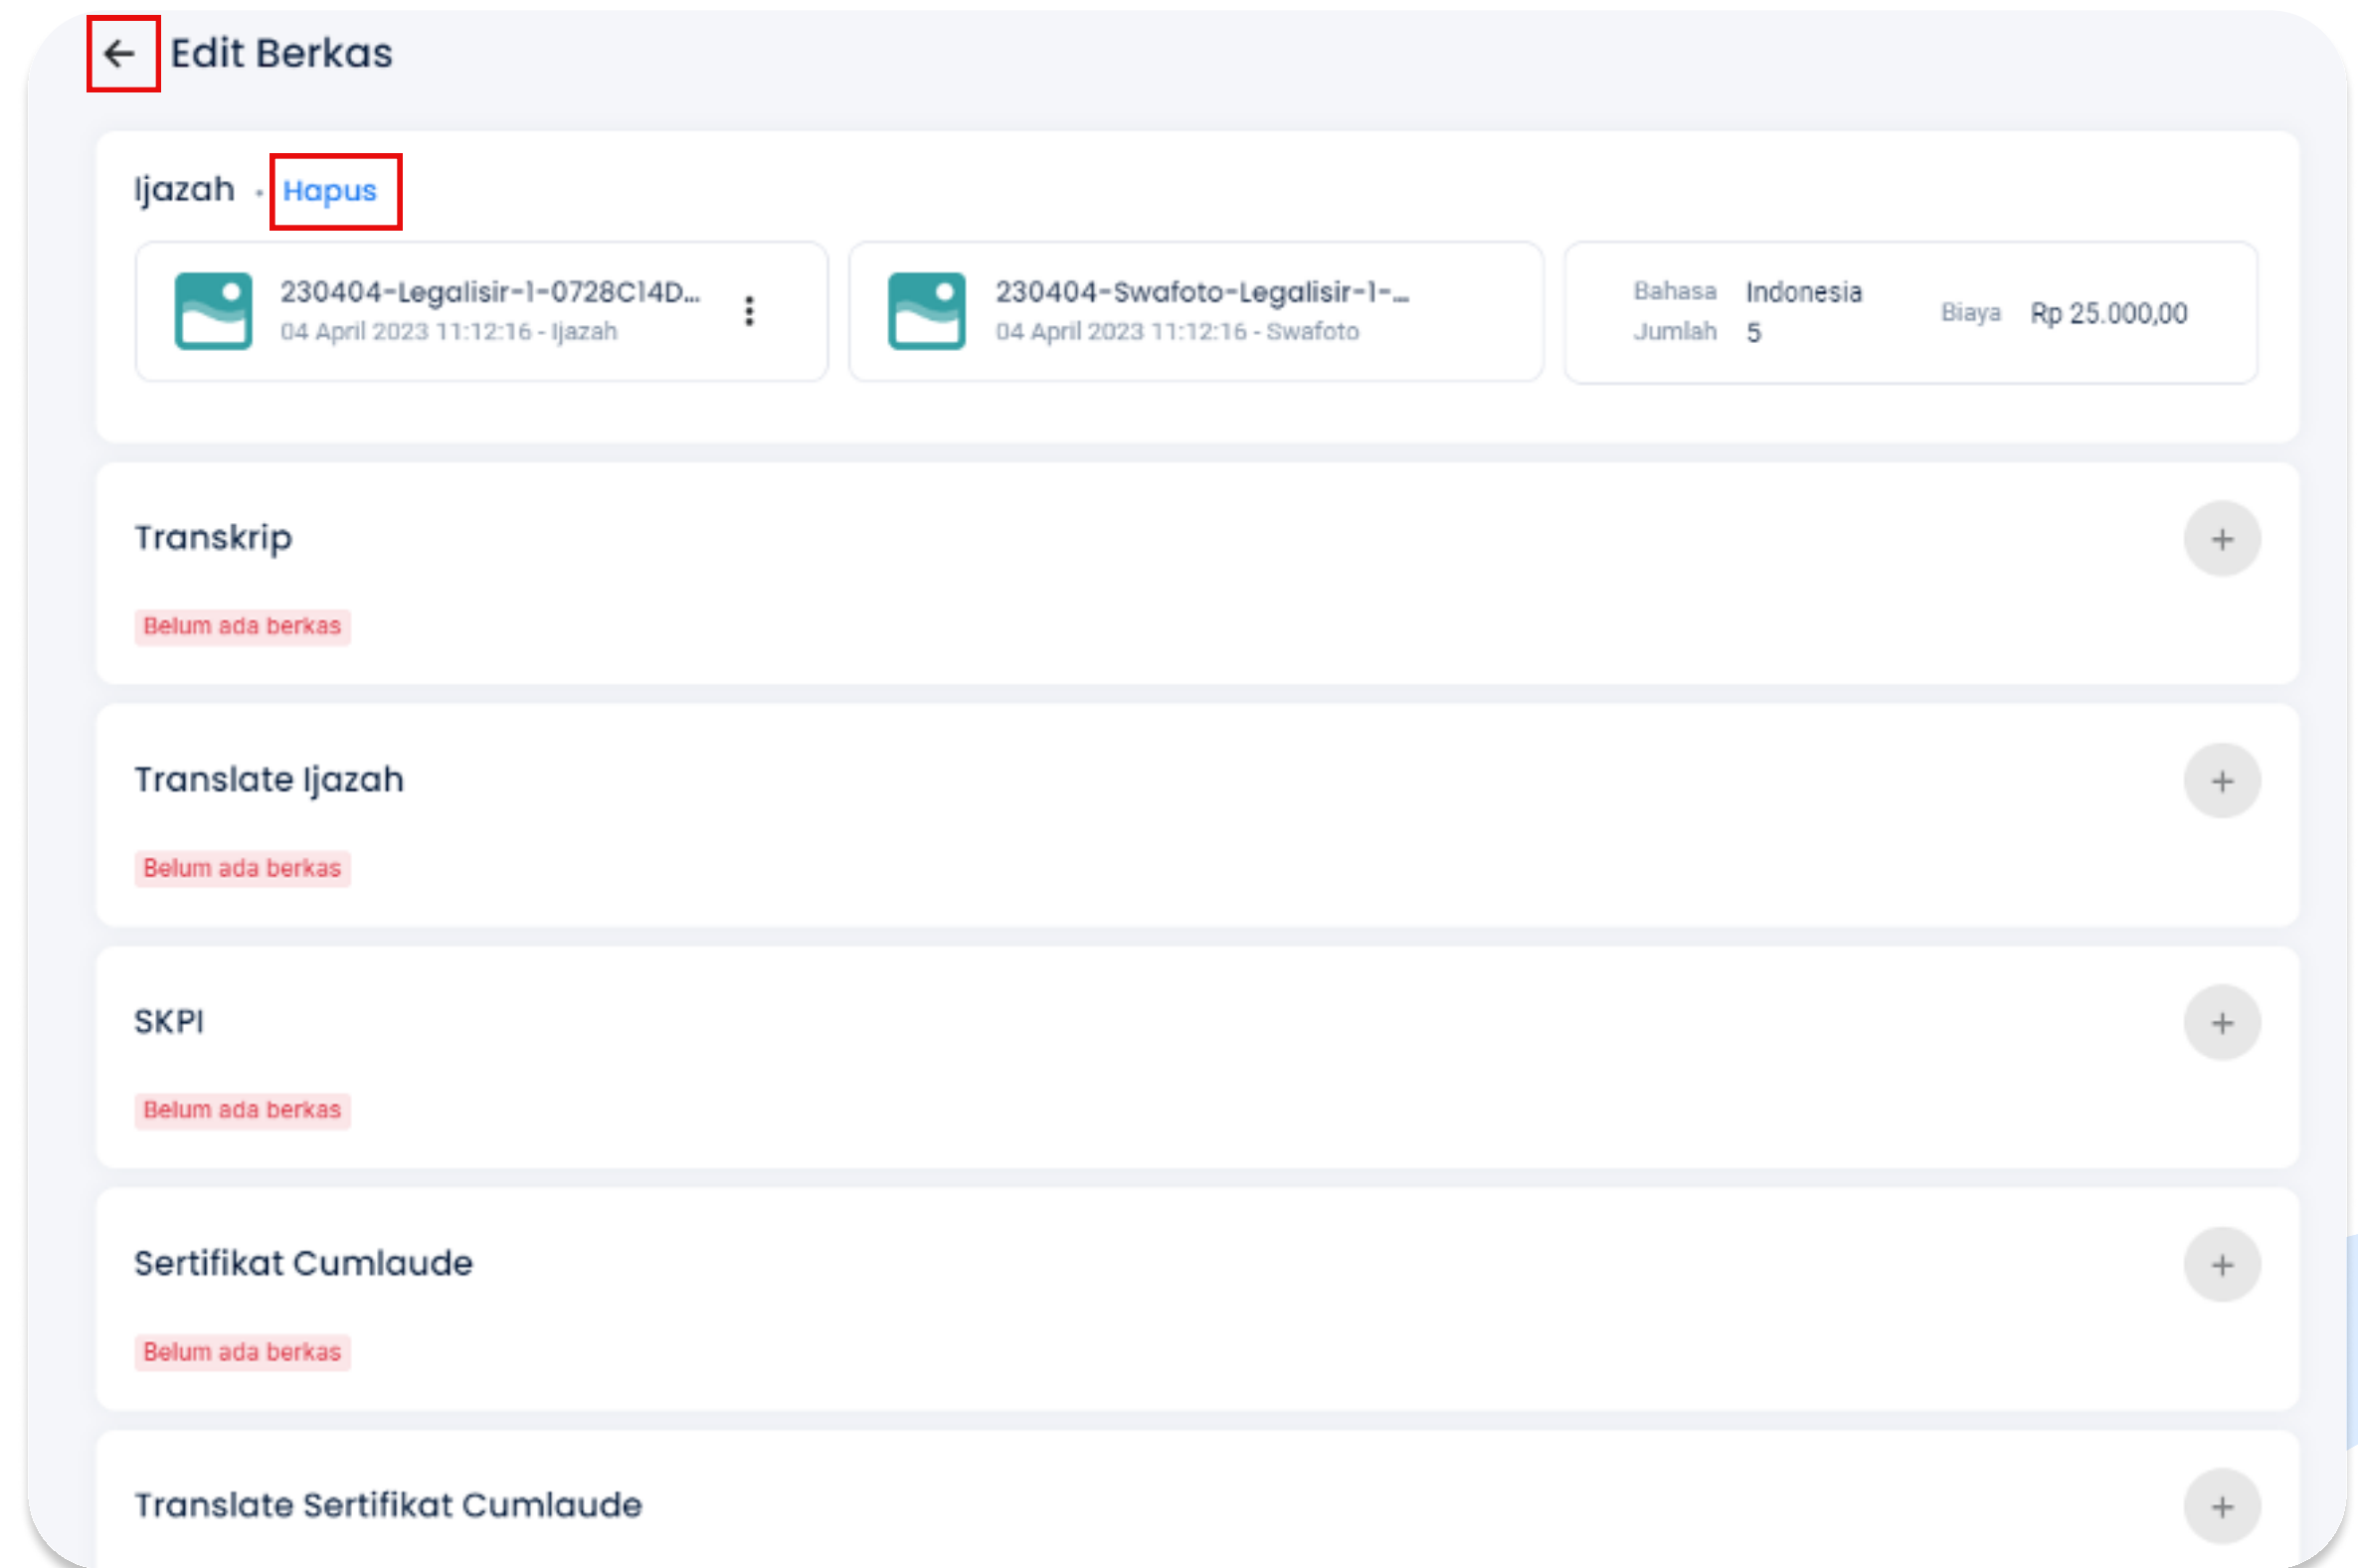 Edit Berkas
Ijazah · Hapus
230404-Legalisir-1-0728C14D...
04 April 2023 11:12:16 - Ijazah
230404-Swafoto-Legalisir-1-...
04 April 2023 11:12:16 - Swafoto
Bahasa Indonesia
Jumlah 5
Biaya Rp 25.000,00
Transkrip
Belum ada berkas
Translate Ijazah
Belum ada berkas
SKPI
Belum ada berkas
Sertifikat Cumlaude
Belum ada berkas
Translate Sertifikat Cumlaude